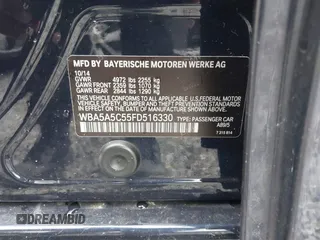 MFD BY BAYERISCHE MOTOREN WERKE AG
10/14
GVWR 4972 lbs 2255 kg
GAWR FRONT 2359 lbs 1070 kg
GAWR REAR 2844 lbs 1290 kg
THIS VEHICLE CONFORMS TO ALL APPLICABLE
U.S. FEDERAL MOTOR VEHICLE SAFETY,
BUMPER, AND THEFT PREVENTION STANDARDS
IN EFFECT ON THE DATE OF MANUFACTURE
SHOWN ABOVE.
WBA5A5C55FD516330
TYPE: PASSENGER CAR
DREAMBID